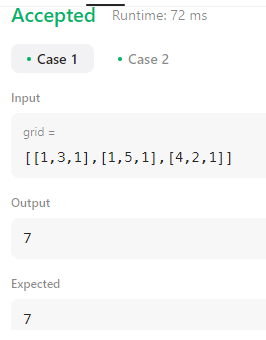 Accepted Runtime: 72 ms
• Case 1 • Case 2
Input
grid =
[[1,3,1],[1,5,1],[4,2,1]]
Output
7
Expected
7